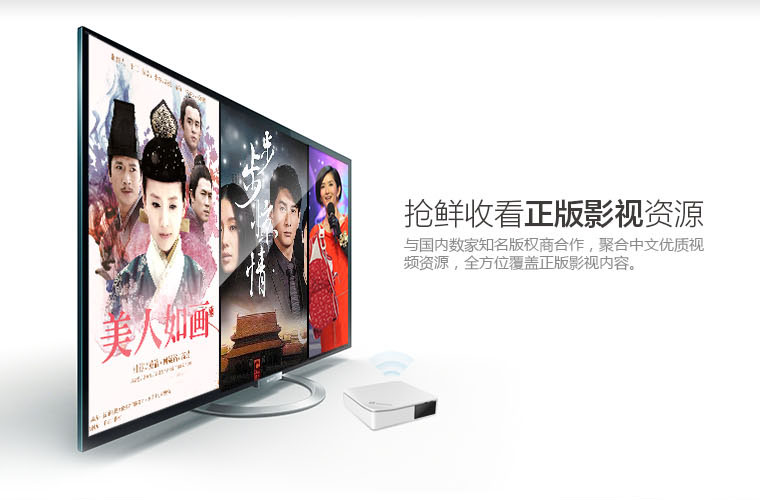 美人如画
步步惊情
抢鲜收看正版影视资源
与国内数家知名版权商合作，聚合中文优质视
频资源，全方位覆盖正版影视内容。